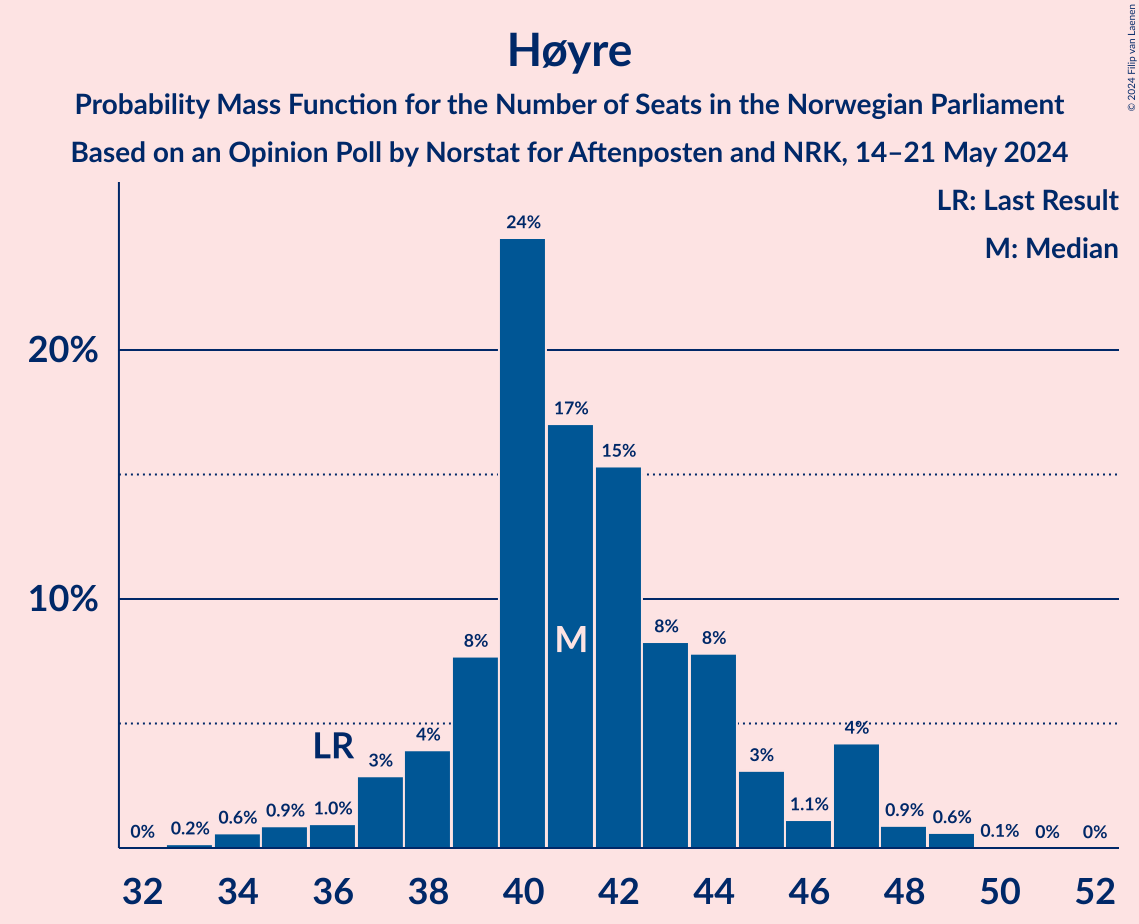 Høyre
Probability Mass Function for the Number of Seats in the Norwegian Parliament
Based on an Opinion Poll by Norstat for Aftenposten and NRK, 14–21 May 2024
© 2024 Filip van Laenen
LR: Last Result
M: Median
20%
10%
0%
0.2%
0.6%
0.9%
1.0%
LR
3%
4%
8%
24%
17%
M
15%
8%
8%
3%
1.1%
4%
0.9%
0.6%
0.1%
0%
0%
32 34 36 38 40 42 44 46 48 50 52